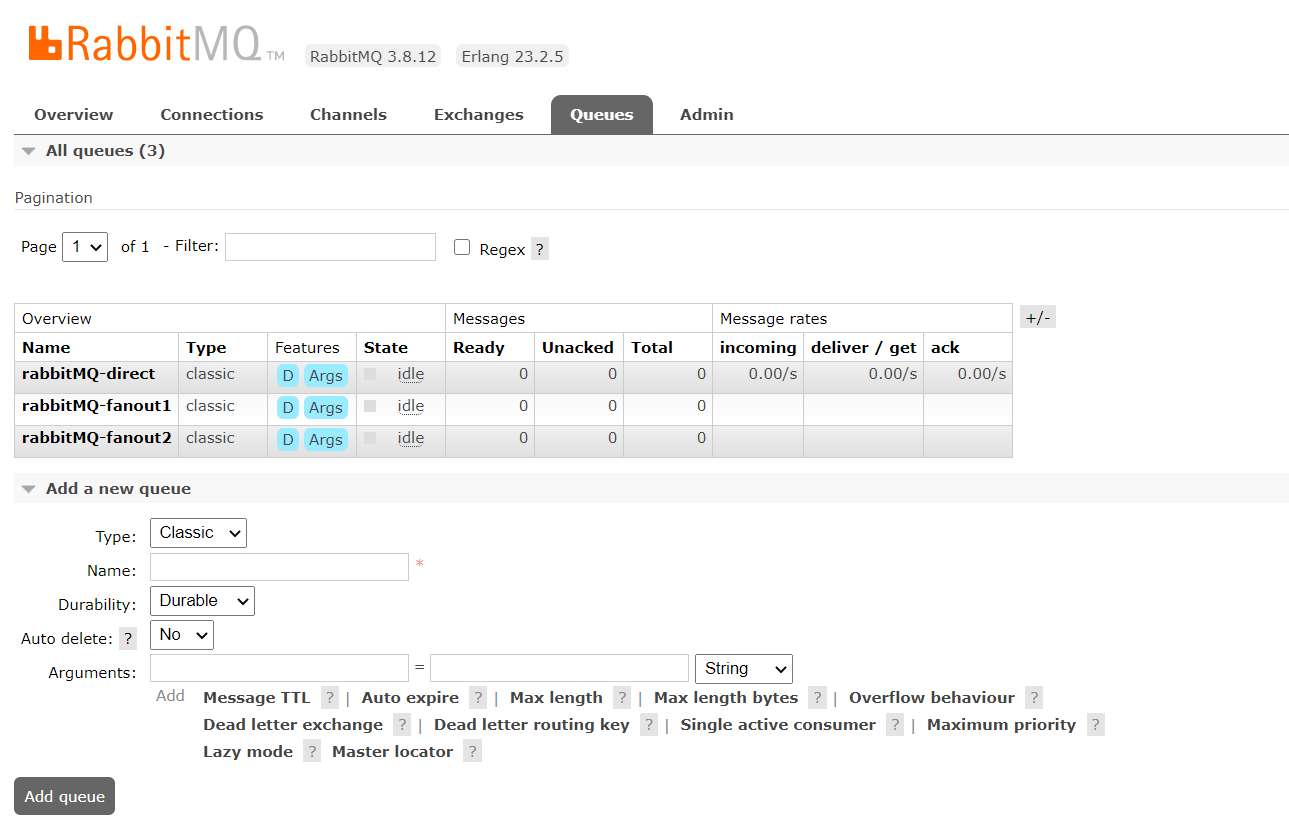 RabbitMQ TM RabbitMQ 3.8.12 Erlang 23.2.5
Overview Connections Channels Exchanges Queues Admin
All queues (3)
Pagination
Page 1 of 1 - Filter: Regex ?
Overview Messages Message rates +/-
Name Type Features State Ready Unacked Total incoming deliver / get ack
rabbitMQ-direct classic D Args idle 0 0 0 0.00/s 0.00/s 0.00/s
rabbitMQ-fanout1 classic D Args idle 0 0 0
rabbitMQ-fanout2 classic D Args idle 0 0 0
Add a new queue
Type: Classic
Name: *
Durability: Durable
Auto delete: ? No
Arguments: = String
Add Message TTL ? | Auto expire ? | Max length ? | Max length bytes ? | Overflow behaviour ?
Dead letter exchange ? | Dead letter routing key ? | Single active consumer ? | Maximum priority ?
Lazy mode ? Master locator ?
Add queue